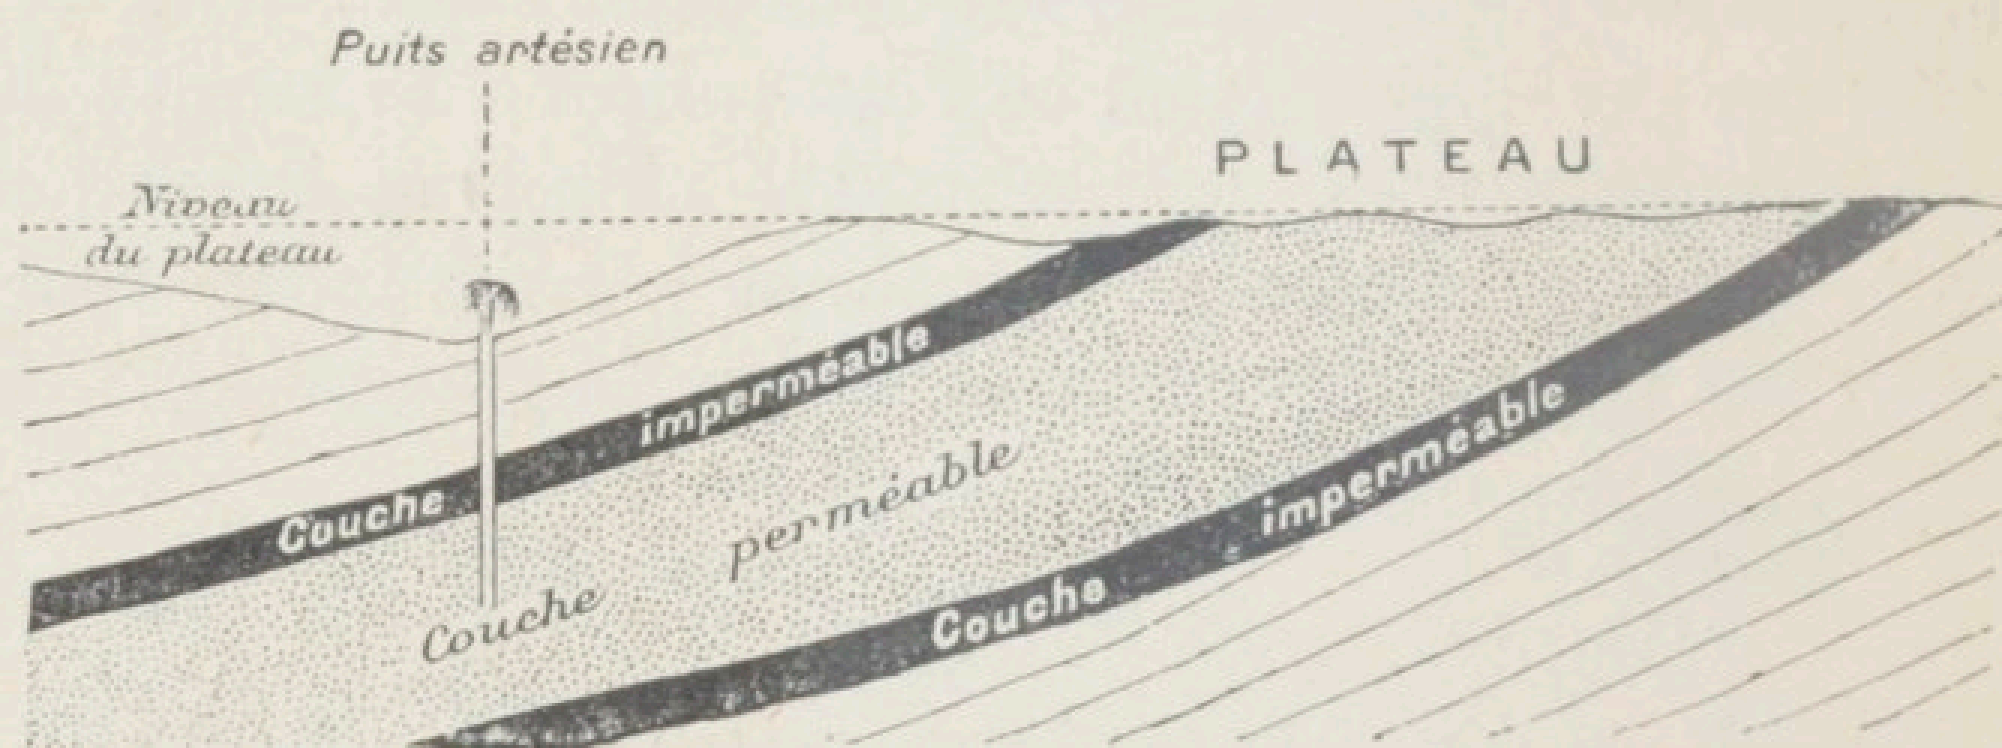 Puits artésien
PLATEAU
Niveau
du plateau
Couche imperméable
Couche perméable
Couche imperméable